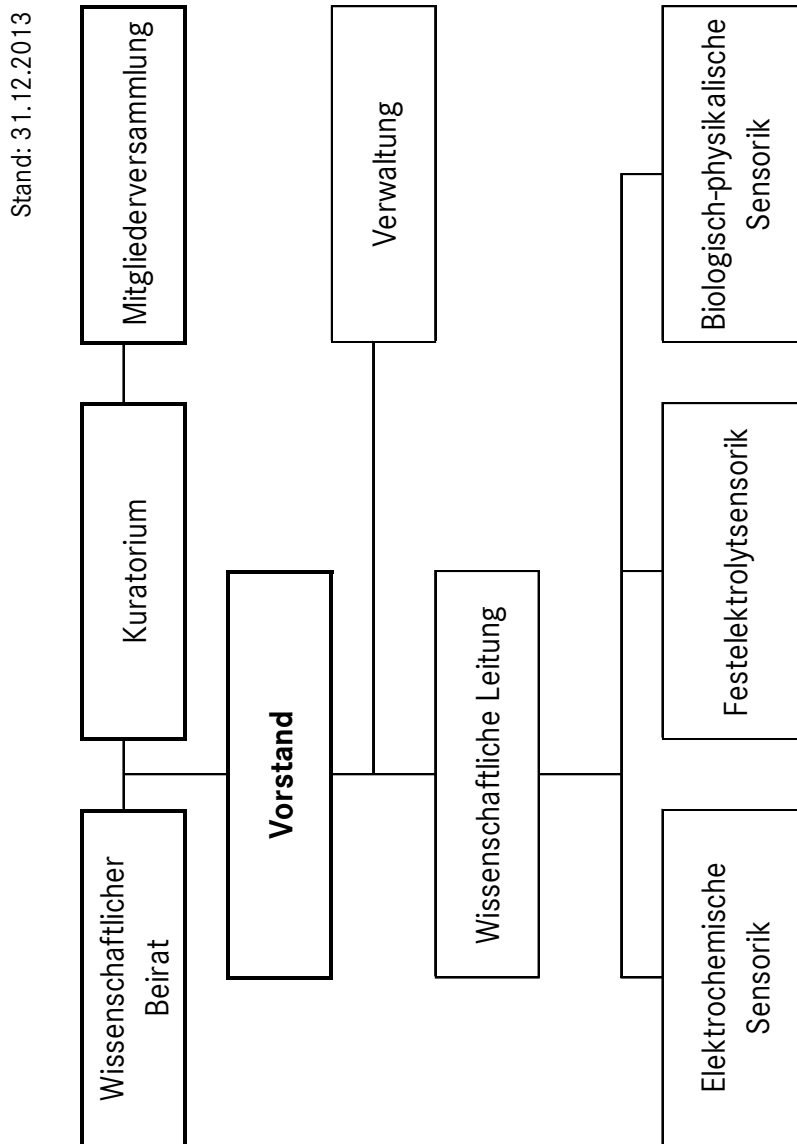 Stand: 31.12.2013
Wissenschaftlicher
Beirat
Kuratorium
Mitgliederversammlung
Vorstand
Verwaltung
Wissenschaftliche Leitung
Elektrochemische
Sensorik
Festelektrolytsensorik
Biologisch-physikalische
Sensorik